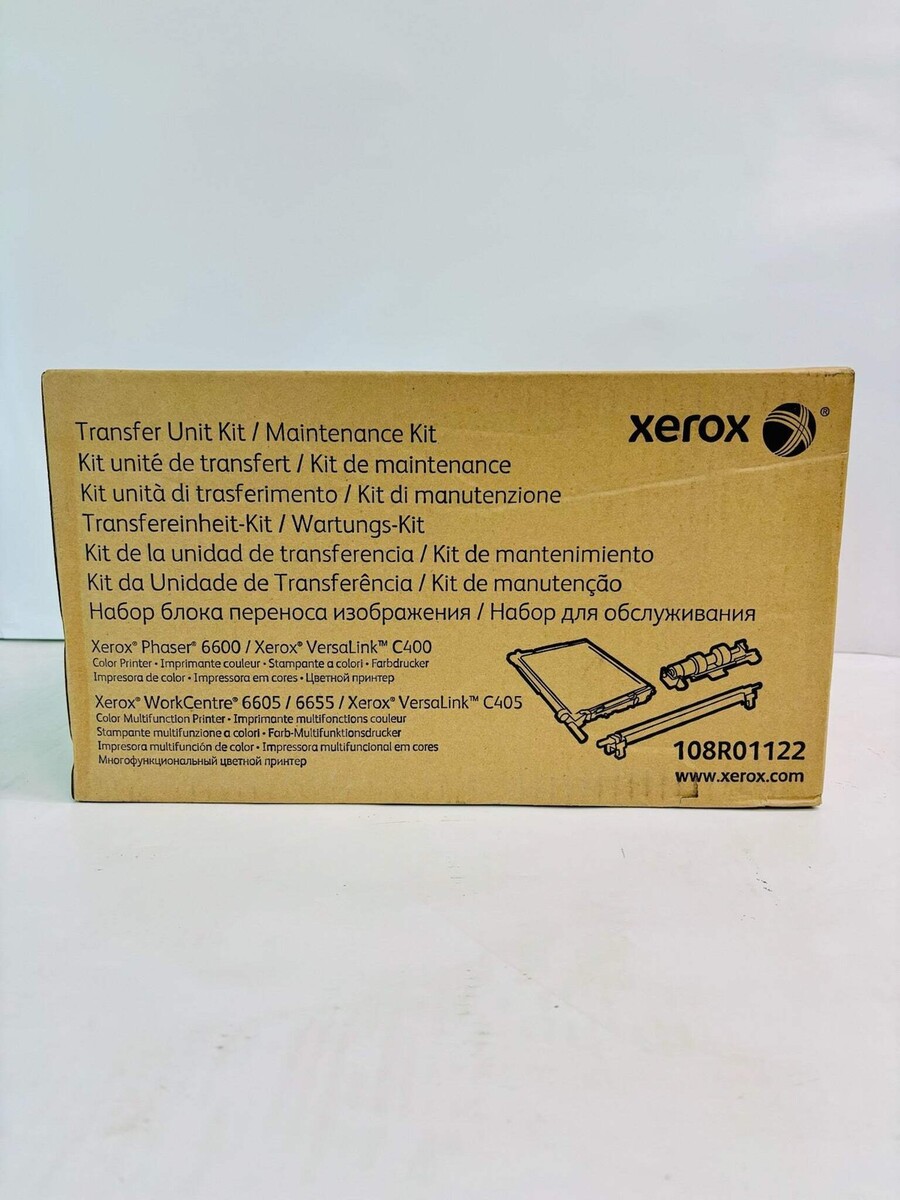 Transfer Unit Kit / Maintenance Kit
Kit unité de transfert / Kit de maintenance
Kit unità di trasferimento / Kit di manutenzione
Transfereinheit-Kit / Wartungs-Kit
Kit de la unidad de transferencia / Kit de mantenimiento
Kit da Unidade de Transferência / Kit de manutenção
Набор блока переноса изображения / Набор для обслуживания
xerox ®
Xerox® Phaser® 6600 / Xerox® VersaLink™ C400
Color Printer • Imprimante couleur • Stampante a colori • Farbdrucker
Impresora de color • Impressora em cores • Цветной принтер
Xerox® WorkCentre® 6605 / 6655 / Xerox® VersaLink™ C405
Color Multifunction Printer • Imprimante multifonctions couleur
Stampante multifunzione a colori • Farb-Multifunktionsdrucker
Impresora multifunción de color • Impressora multifuncional em cores
Многофункциональный цветной принтер
108R01122
www.xerox.com